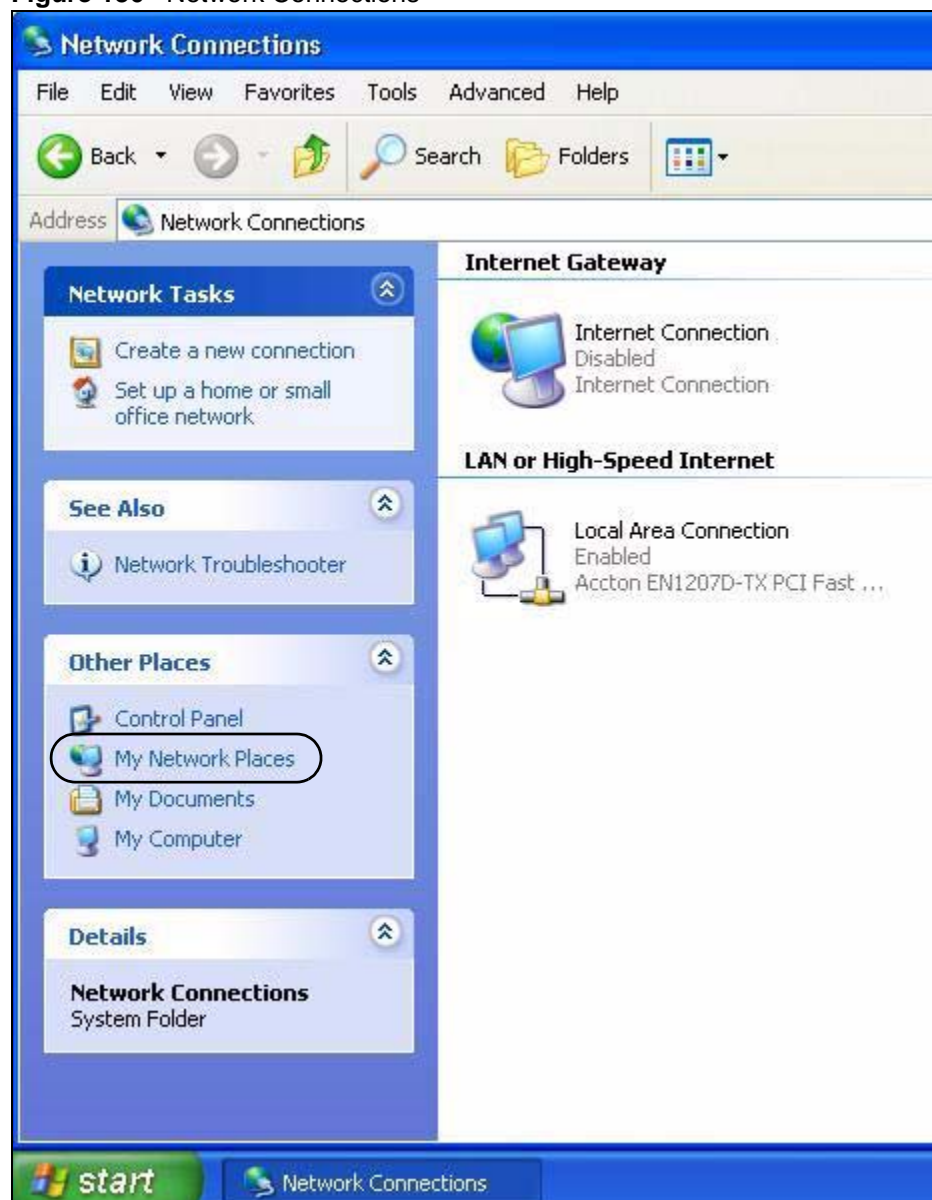 Network Connections
Network Connections
File Edit View Favorites Tools Advanced Help
Back Search Folders
Address Network Connections
Network Tasks
Create a new connection
Set up a home or small
office network
See Also
Network Troubleshooter
Other Places
Control Panel
My Network Places
My Documents
My Computer
Details
Network Connections
System Folder
Internet Gateway
Internet Connection
Disabled
Internet Connection
LAN or High-Speed Internet
Local Area Connection
Enabled
Accton EN1207D-TX PCI Fast ...
start Network Connections